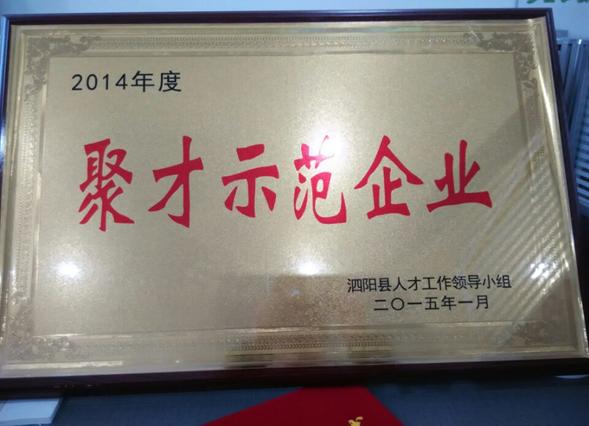 2014年度
聚才示范企业
泗阳县人才工作领导小组
二〇一五年一月